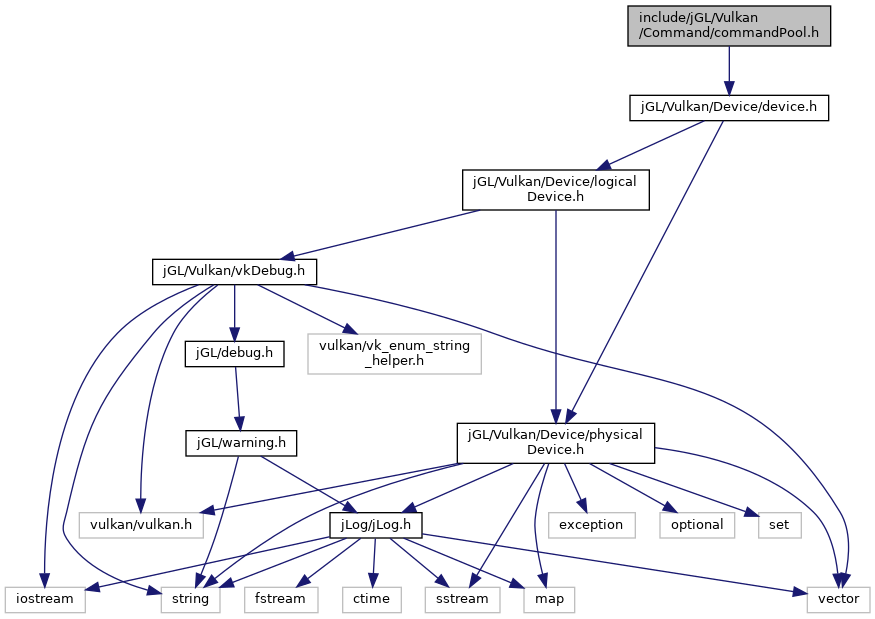 include/jGL/Vulkan
/Command/commandPool.h
jGL/Vulkan/Device/device.h
jGL/Vulkan/Device/logical
Device.h
jGL/Vulkan/vkDebug.h
jGL/debug.h
vulkan/vk_enum_string
_helper.h
jGL/warning.h
jGL/Vulkan/Device/physical
Device.h
vulkan/vulkan.h
jLog/jLog.h
exception
optional
set
iostream
string
fstream
ctime
sstream
map
vector